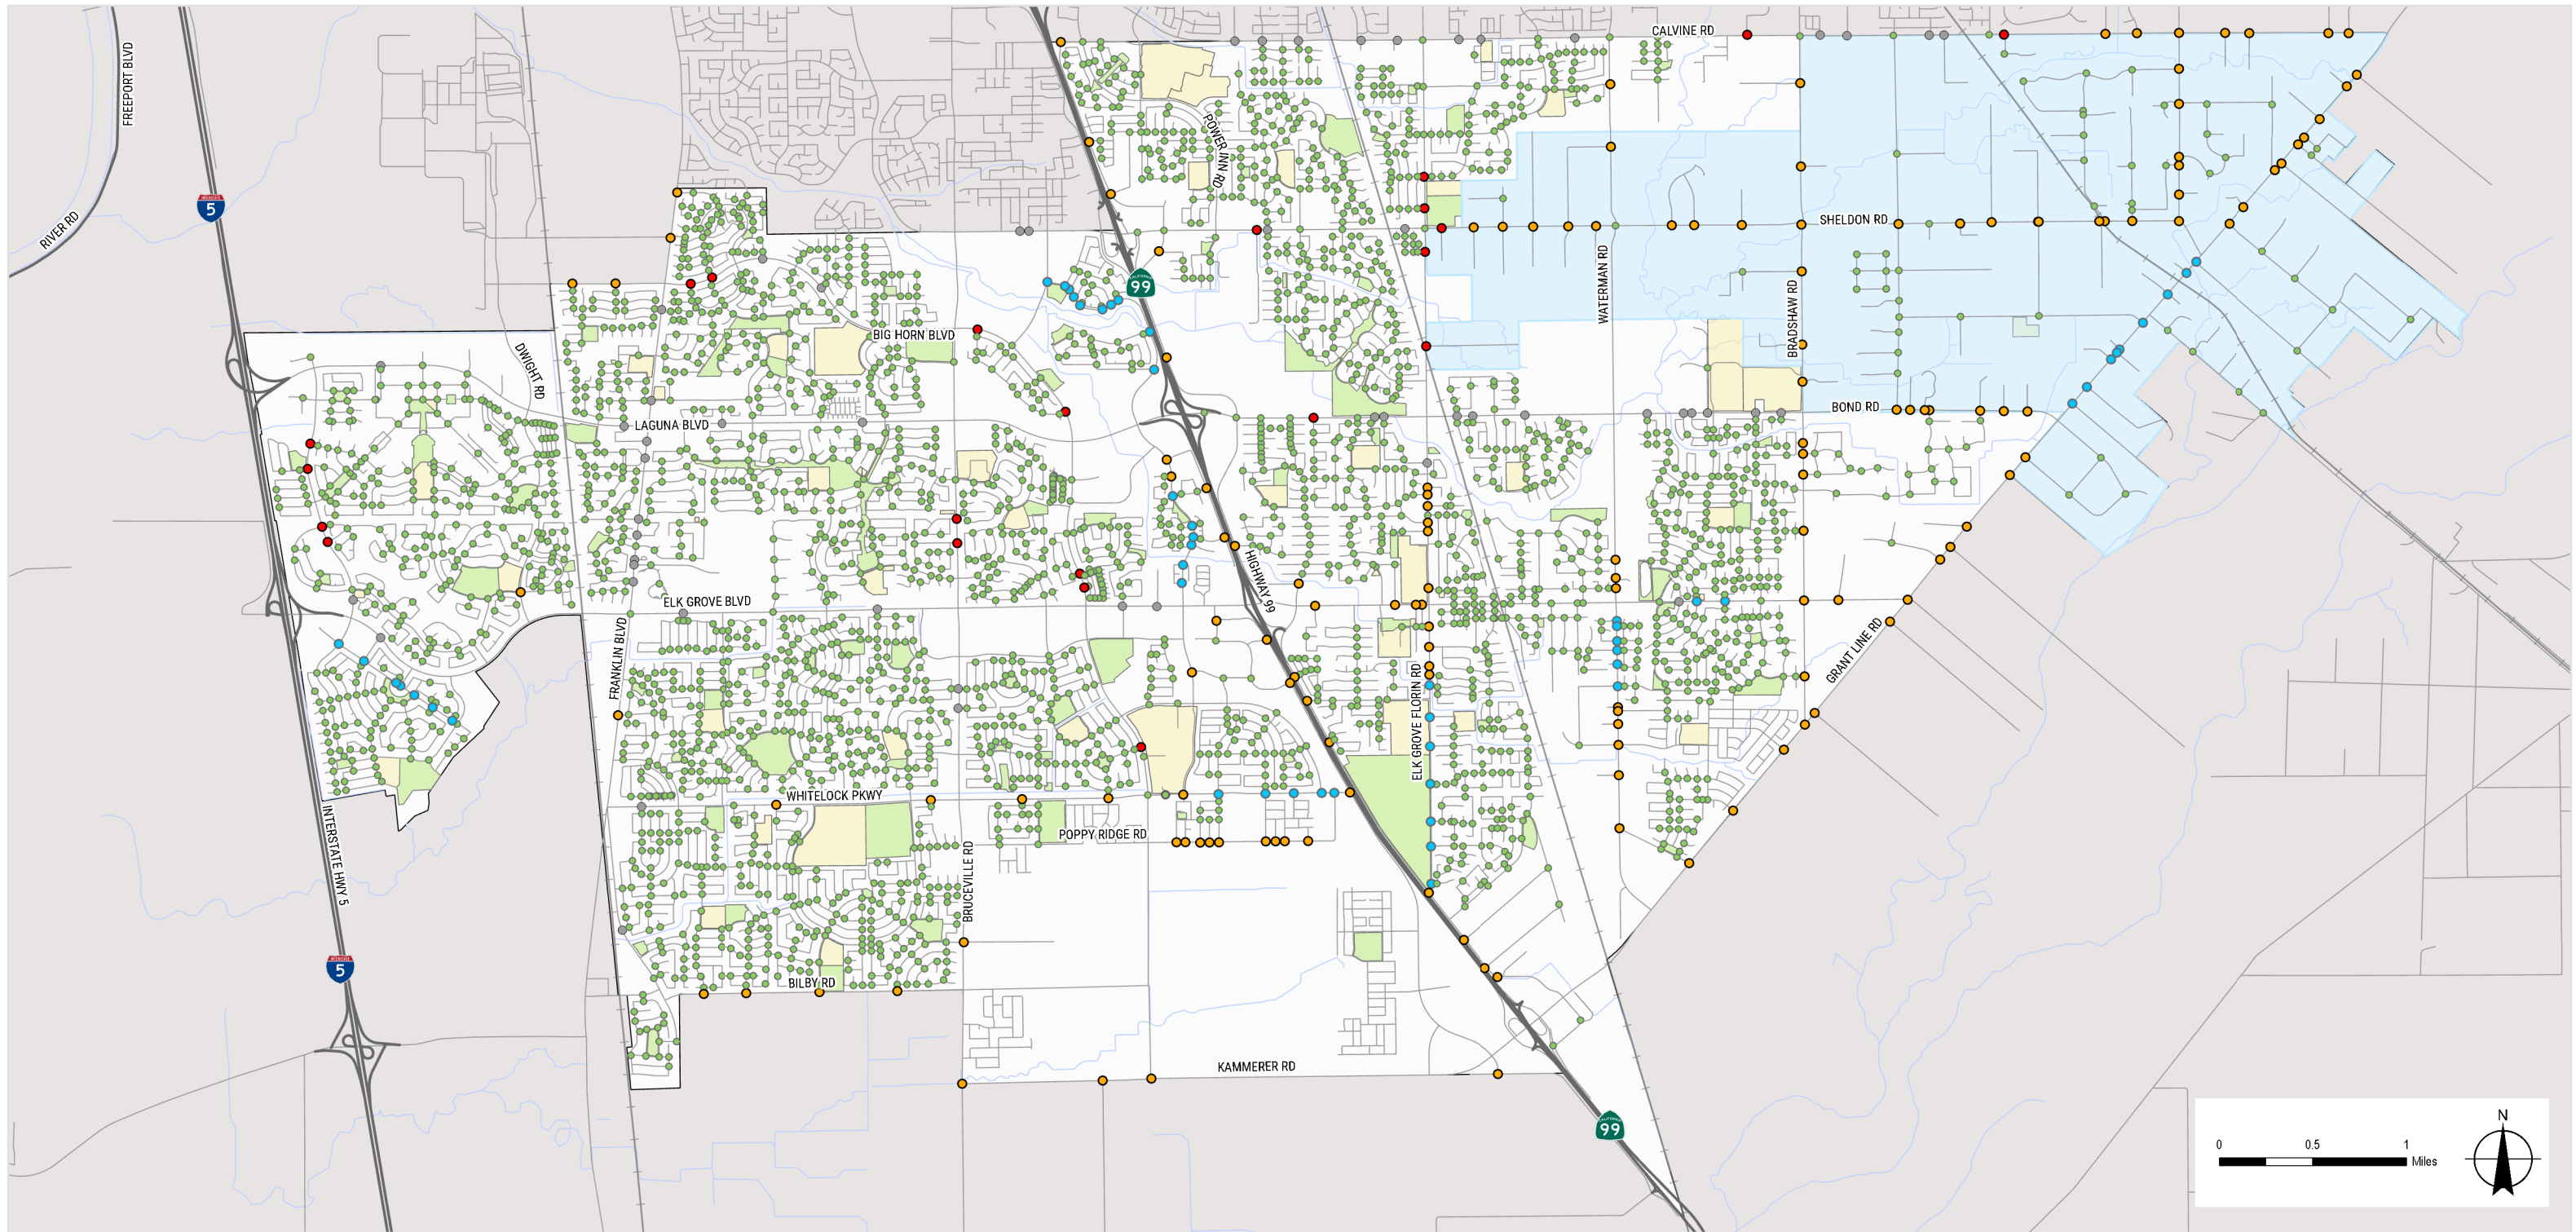 CALVINE RD
FREEPORT BLVD
POWER INN RD
5
RIVER RD
SHELDON RD
WATERMAN RD
99
BRADSHAW RD
BIG HORN BLVD
DWIGHT RD
BOND RD
LAGUNA BLVD
HIGHWAY 99
ELK GROVE BLVD
FRANKLIN BLVD
GRANT LINE RD
ELK GROVE FLORIN RD
WHITELOCK PKWY
INTERSTATE HWY 5
POPPY RIDGE RD
BRUCEVILLE RD
5
BILBY RD
KAMMERER RD
99
N
0 0.5 1
Miles